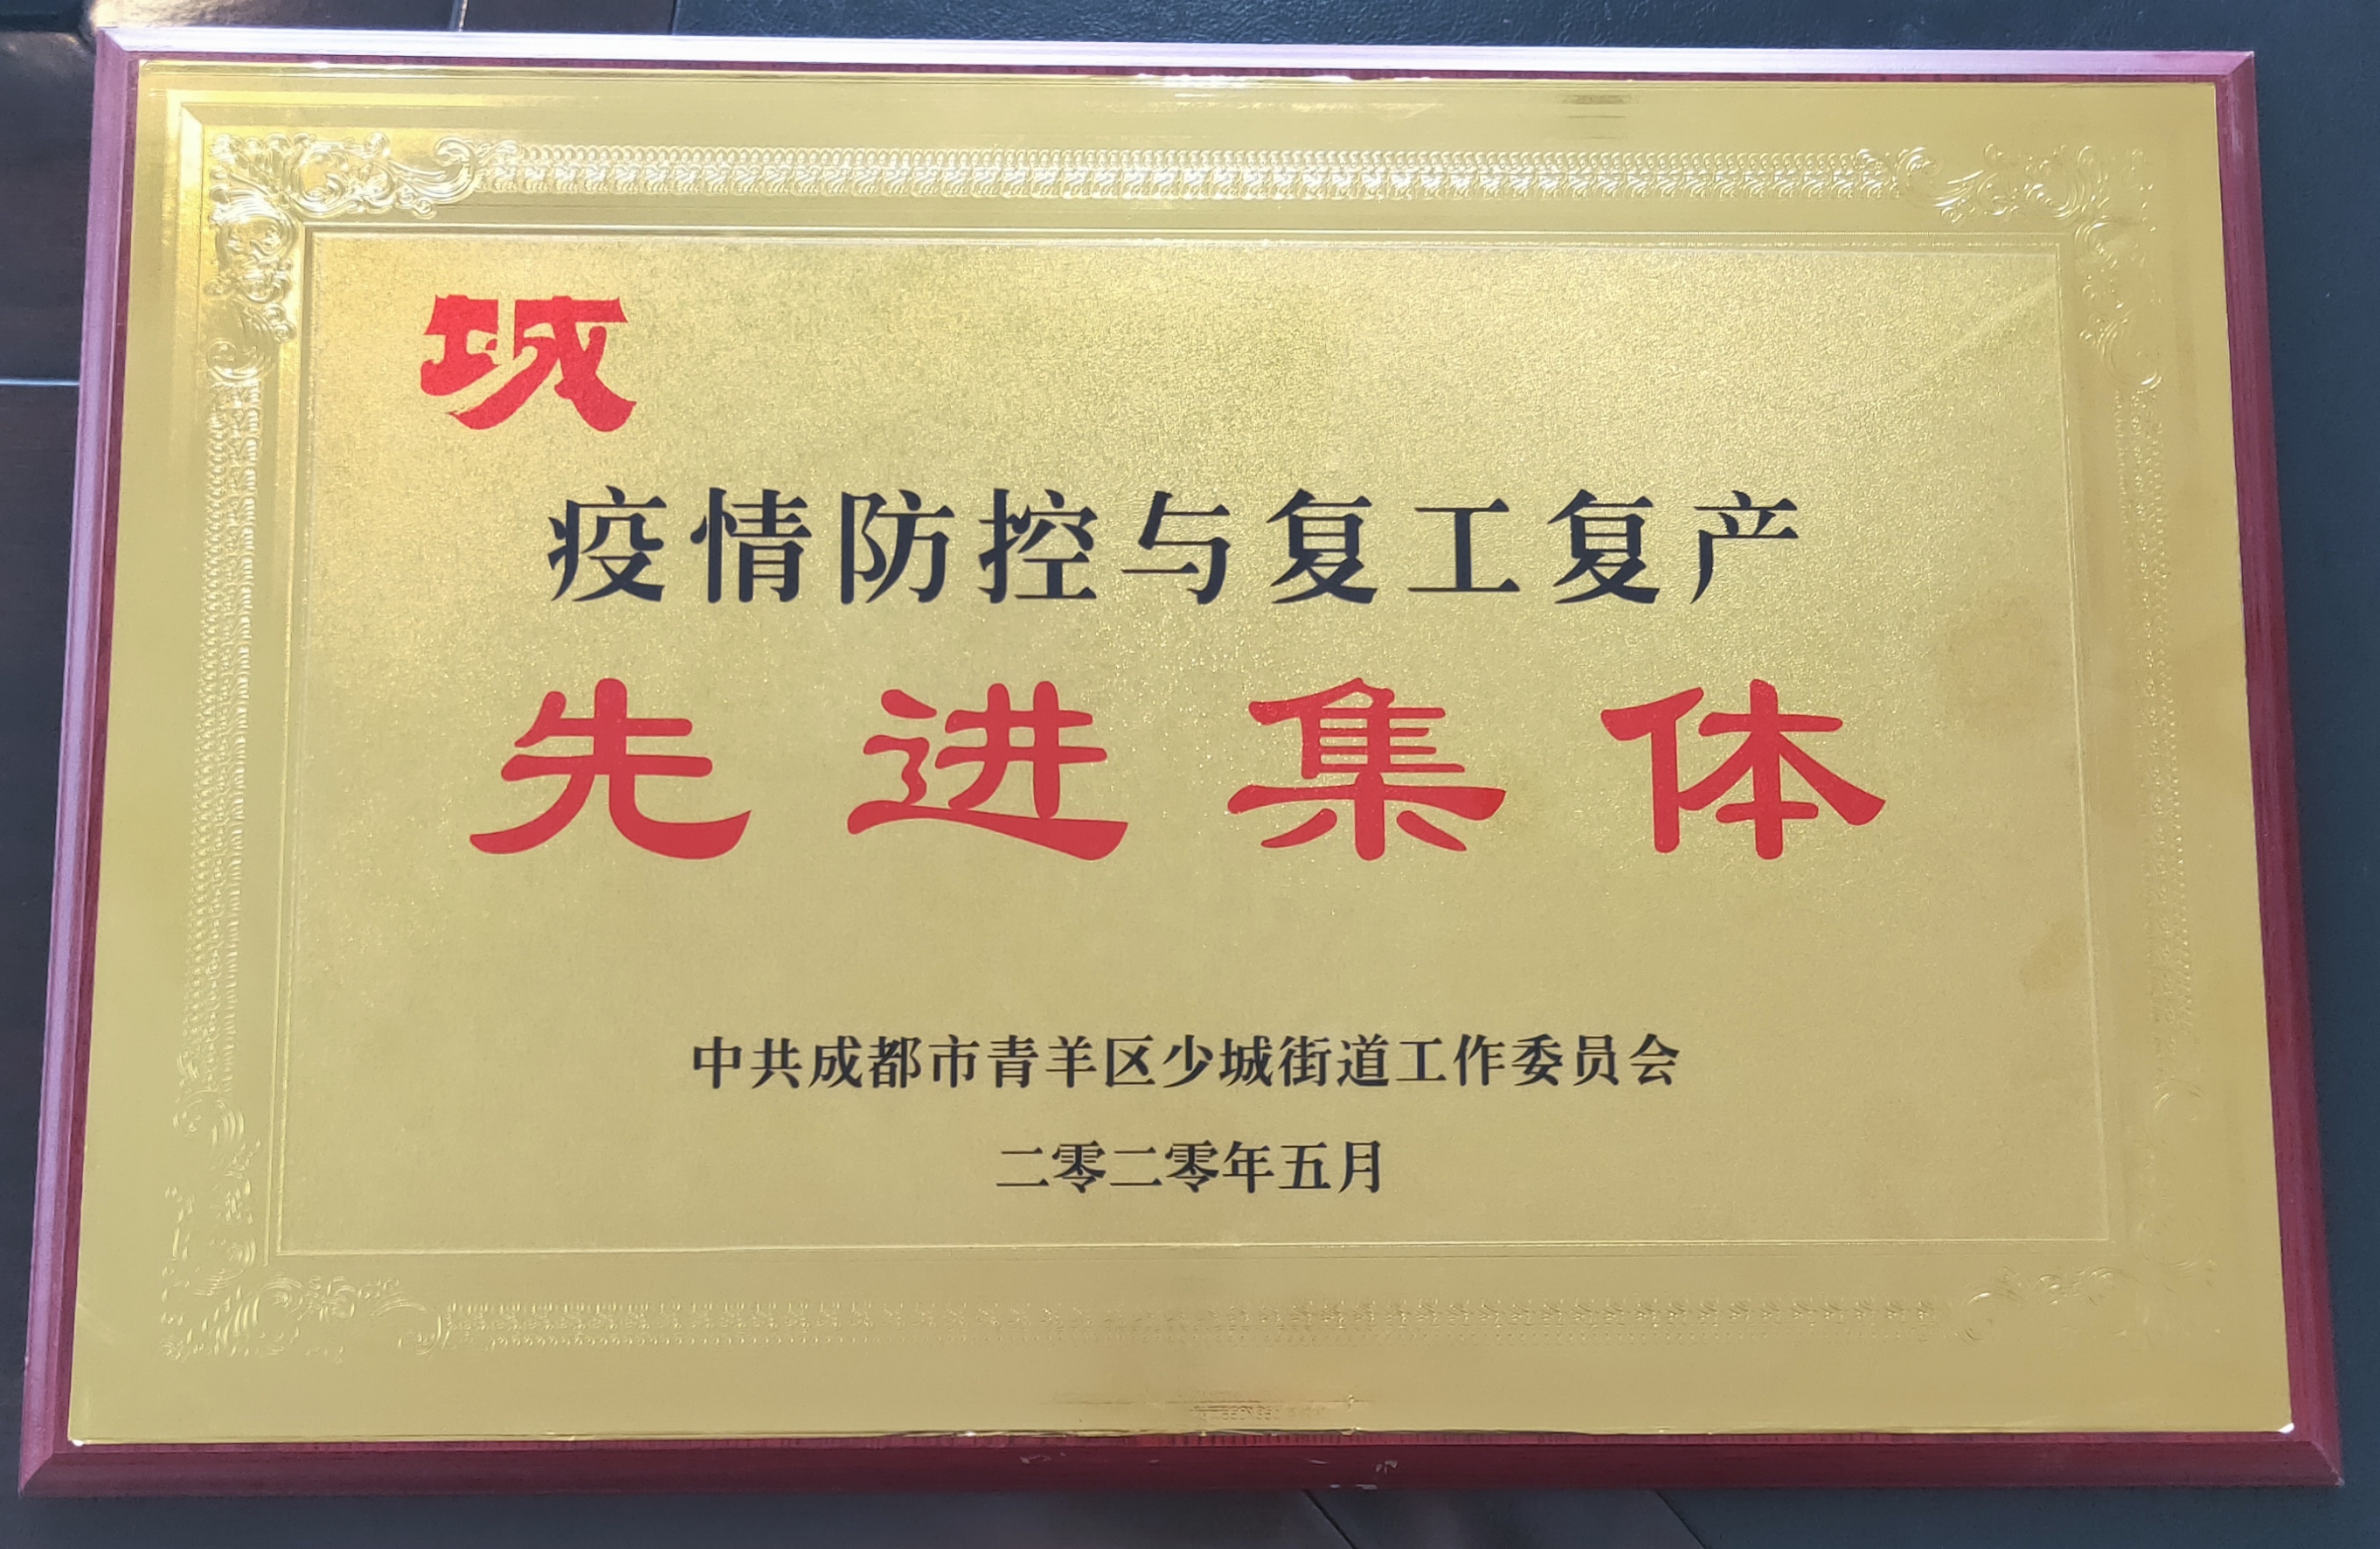 城
疫情防控与复工复产
先进集体
中共成都市青羊区少城街道工作委员会
二零二零年五月